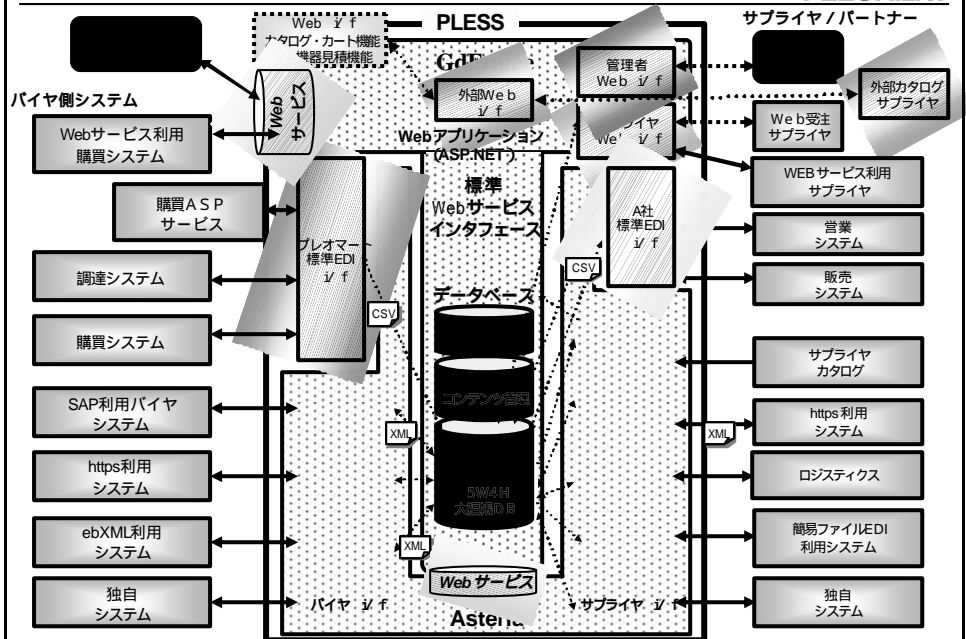 PLESS
サプライヤ / パートナー
Web i/f
カタログ・カート機能
機器見積機能
Web
サービス
外部Web
i/f
管理者
Web i/f
外部カタログ
サプライヤ
バイヤ側システム
Webサービス利用
購買システム
購買ASP
サービス
調達システム
購買システム
SAP利用バイヤ
システム
https利用
システム
ebXML利用
システム
独自
システム
プレオマート
標準EDI
i/f
Webアプリケーション
(ASP.NET)
標準
Webサービス
インタフェース
データベース
コンテンツ管理
5W4H
大福帳DB
Webサービス
A社
標準EDI
i/f
CSV
CSV
XML
XML
XML
バイヤ i/f
サプライヤ i/f
Web受注
サプライヤ
WEBサービス利用
サプライヤ
営業
システム
販売
システム
サプライヤ
カタログ
https利用
システム
ロジスティクス
簡易ファイルEDI
利用システム
独自
システム